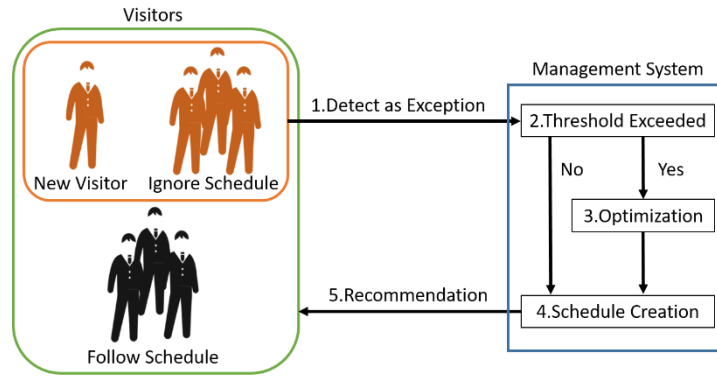 Visitors
New Visitor
Ignore Schedule
Follow Schedule
1.Detect as Exception
5.Recommendation
Management System
2.Threshold Exceeded
No
Yes
3.Optimization
4.Schedule Creation